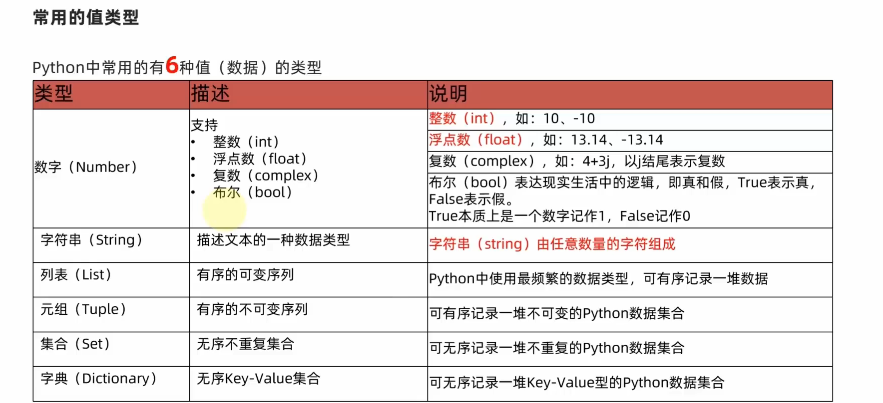 常用的值类型
Python中常用的有6种值（数据）的类型
类型 描述 说明
数字（Number）
支持
• 整数（int）
• 浮点数（float）
• 复数（complex）
• 布尔（bool）
整数（int），如：10、-10
浮点数（float），如：13.14、-13.14
复数（complex），如：4+3j，以j结尾表示复数
布尔（bool）表达现实生活中的逻辑，即真和假，True表示真，
False表示假。
True本质上是一个数字记作1，False记作0
字符串（String） 描述文本的一种数据类型 字符串（string）由任意数量的字符组成
列表（List） 有序的可变序列 Python中使用最频繁的数据类型，可有序记录一堆数据
元组（Tuple） 有序的不可变序列 可有序记录一堆不可变的Python数据集合
集合（Set） 无序不重复集合 可无序记录一堆不重复的Python数据集合
字典（Dictionary） 无序Key-Value集合 可无序记录一堆Key-Value型的Python数据集合